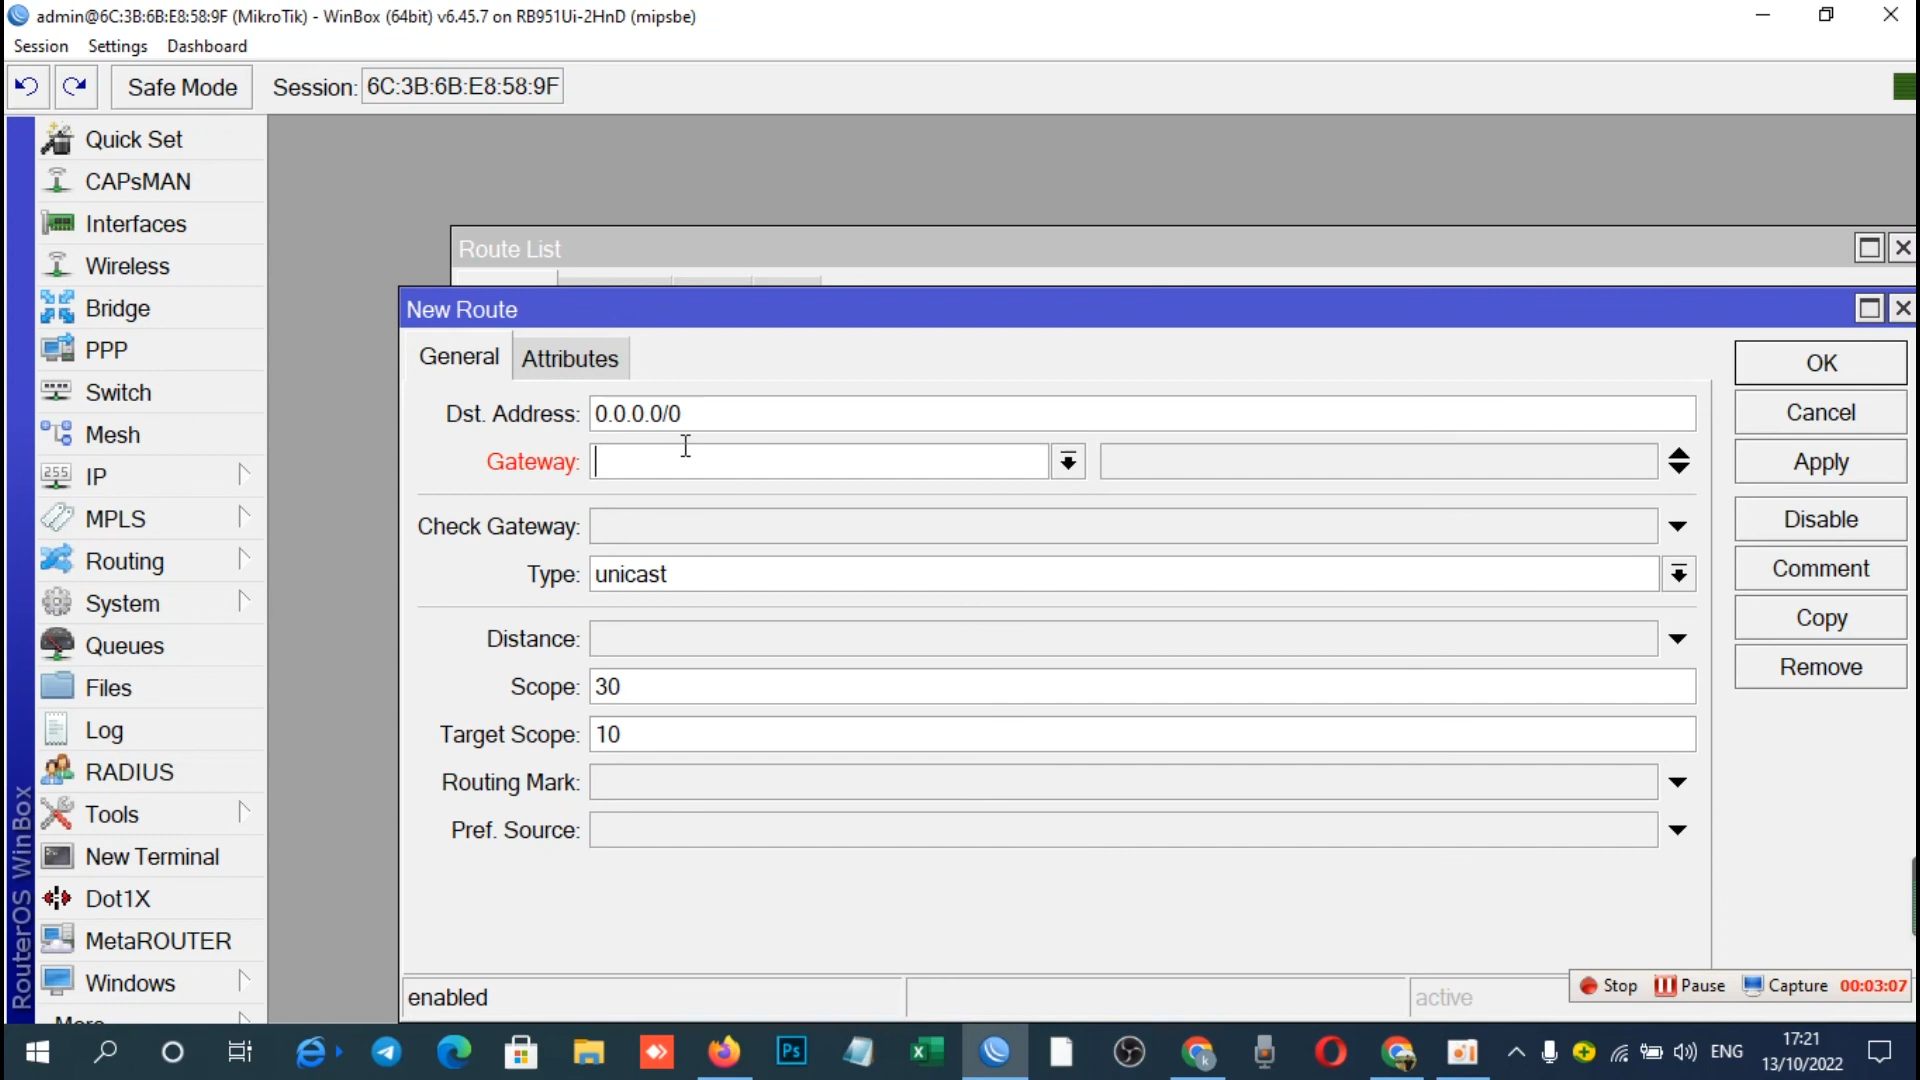 admin@6C:3B:6B:E8:58:9F (MikroTik) - WinBox (64bit) v6.45.7 on RB951Ui-2HnD (mipsbe)
Session Settings Dashboard
Safe Mode Session: 6C:3B:6B:E8:58:9F
Quick Set
CAPsMAN
Interfaces
Wireless
Bridge
PPP
Switch
Mesh
255 IP
MPLS
Routing
System
Queues
Files
Log
RADIUS
Tools
New Terminal
Dot1X
MetaROUTER
Windows
More
RouterOS WinBox
Route List
New Route
General Attributes
Dst. Address: 0.0.0.0/0
Gateway:
Check Gateway:
Type: unicast
Distance:
Scope: 30
Target Scope: 10
Routing Mark:
Pref. Source:
OK
Cancel
Apply
Disable
Comment
Copy
Remove
enabled
active
Stop Pause Capture 00:03:07
Ps
ENG
17:21
13/10/2022